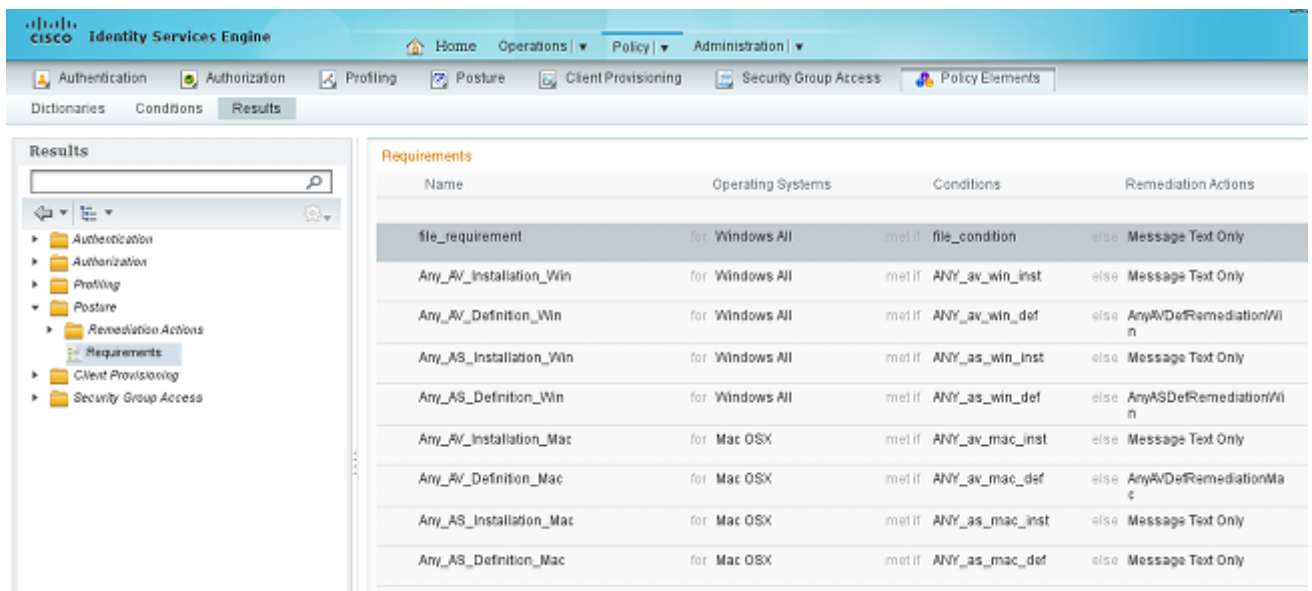 CISCO Identity Services Engine
Home Operations Policy Administration
Authentication Authorization Profiling Posture Client Provisioning Security Group Access Policy Elements
Dictionaries Conditions Results
Results
Authentication
Authorization
Profiling
Posture
Remediation Actions
Requirements
Client Provisioning
Security Group Access
Requirements
Name Operating Systems Conditions Remediation Actions
file_requirement for Windows All met if file_condition else Message Text Only
Any_AV_Installation_Win for Windows All met if ANY_av_win_inst else Message Text Only
Any_AV_Definition_Win for Windows All met if ANY_av_win_def else AnyAVDefRemediationWi
n
Any_AS_Installation_Win for Windows All met if ANY_as_win_inst else Message Text Only
Any_AS_Definition_Win for Windows All met if ANY_as_win_def else AnyASDefRemediationWi
n
Any_AV_Installation_Mac for Mac OSX met if ANY_av_mac_inst else Message Text Only
Any_AV_Definition_Mac for Mac OSX met if ANY_av_mac_def else AnyAVDefRemediationMa
c
Any_AS_Installation_Mac for Mac OSX met if ANY_as_mac_inst else Message Text Only
Any_AS_Definition_Mac for Mac OSX met if ANY_as_mac_def else Message Text Only